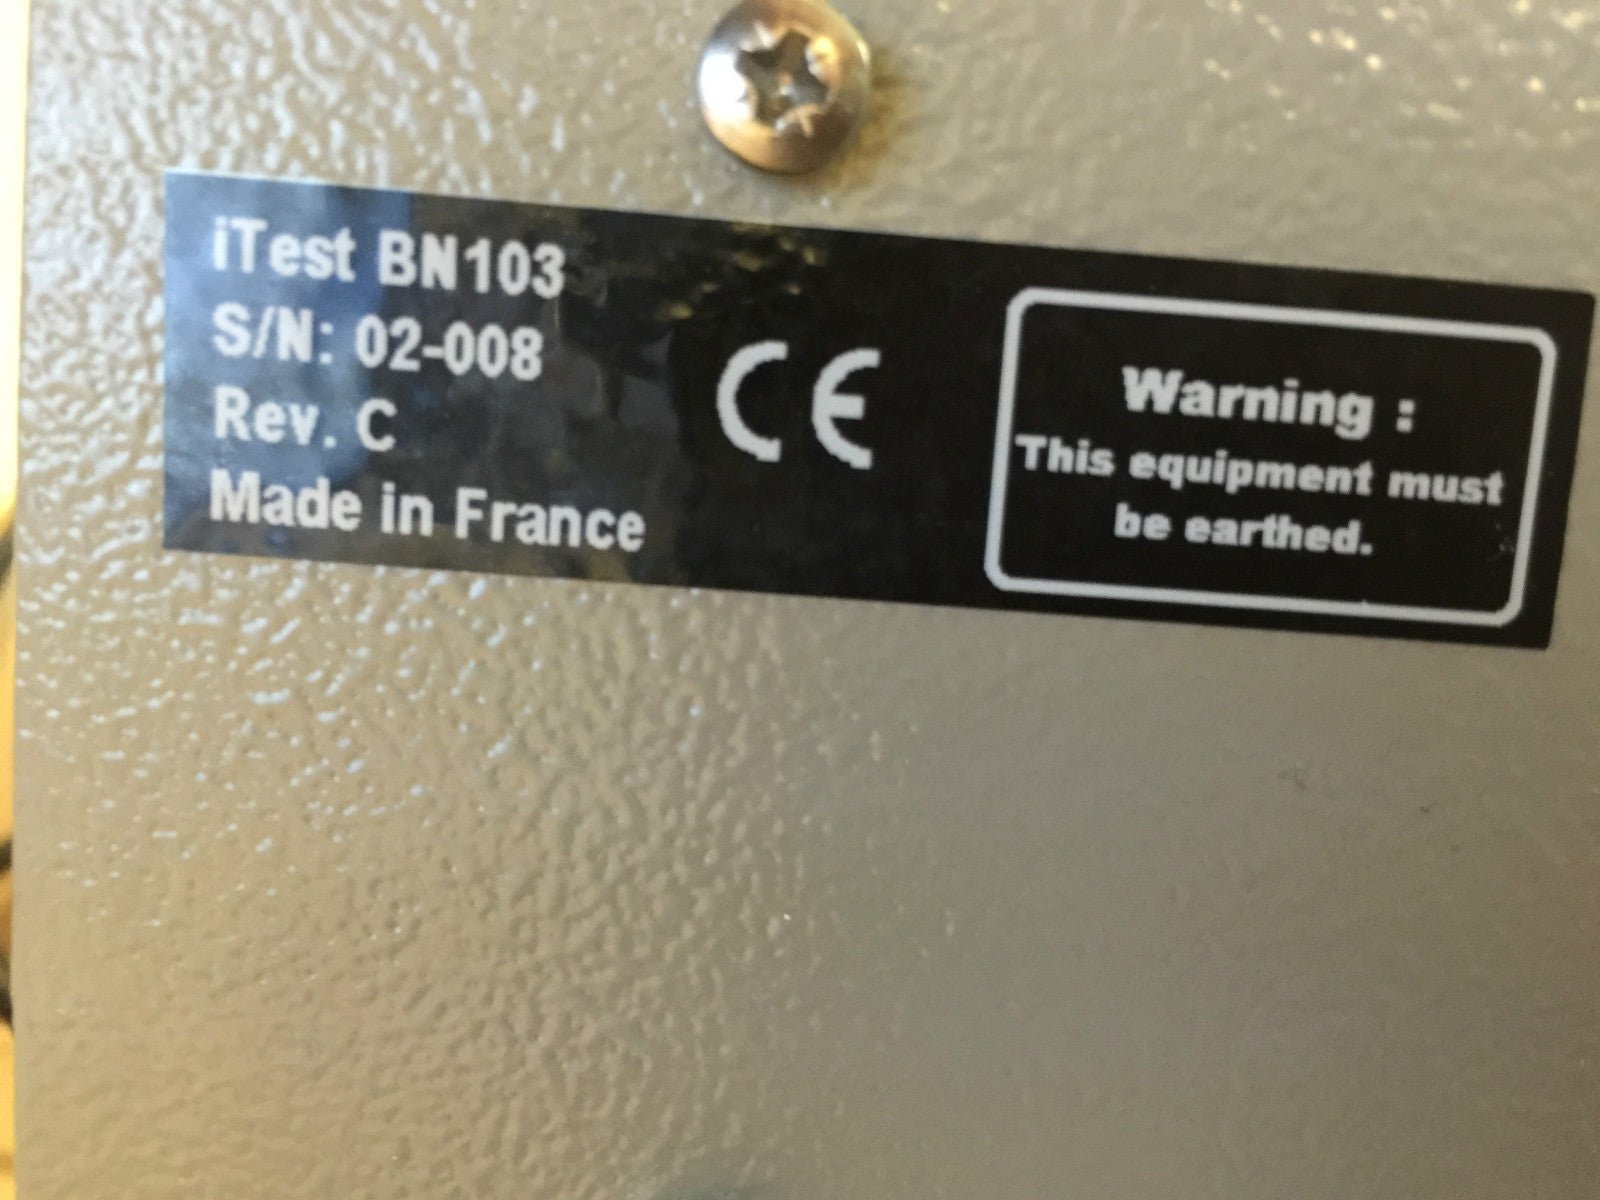 iTest BN103
S/N: 02-008
Rev. C
Made in France
CE
Warning :
This equipment must
be earthed.